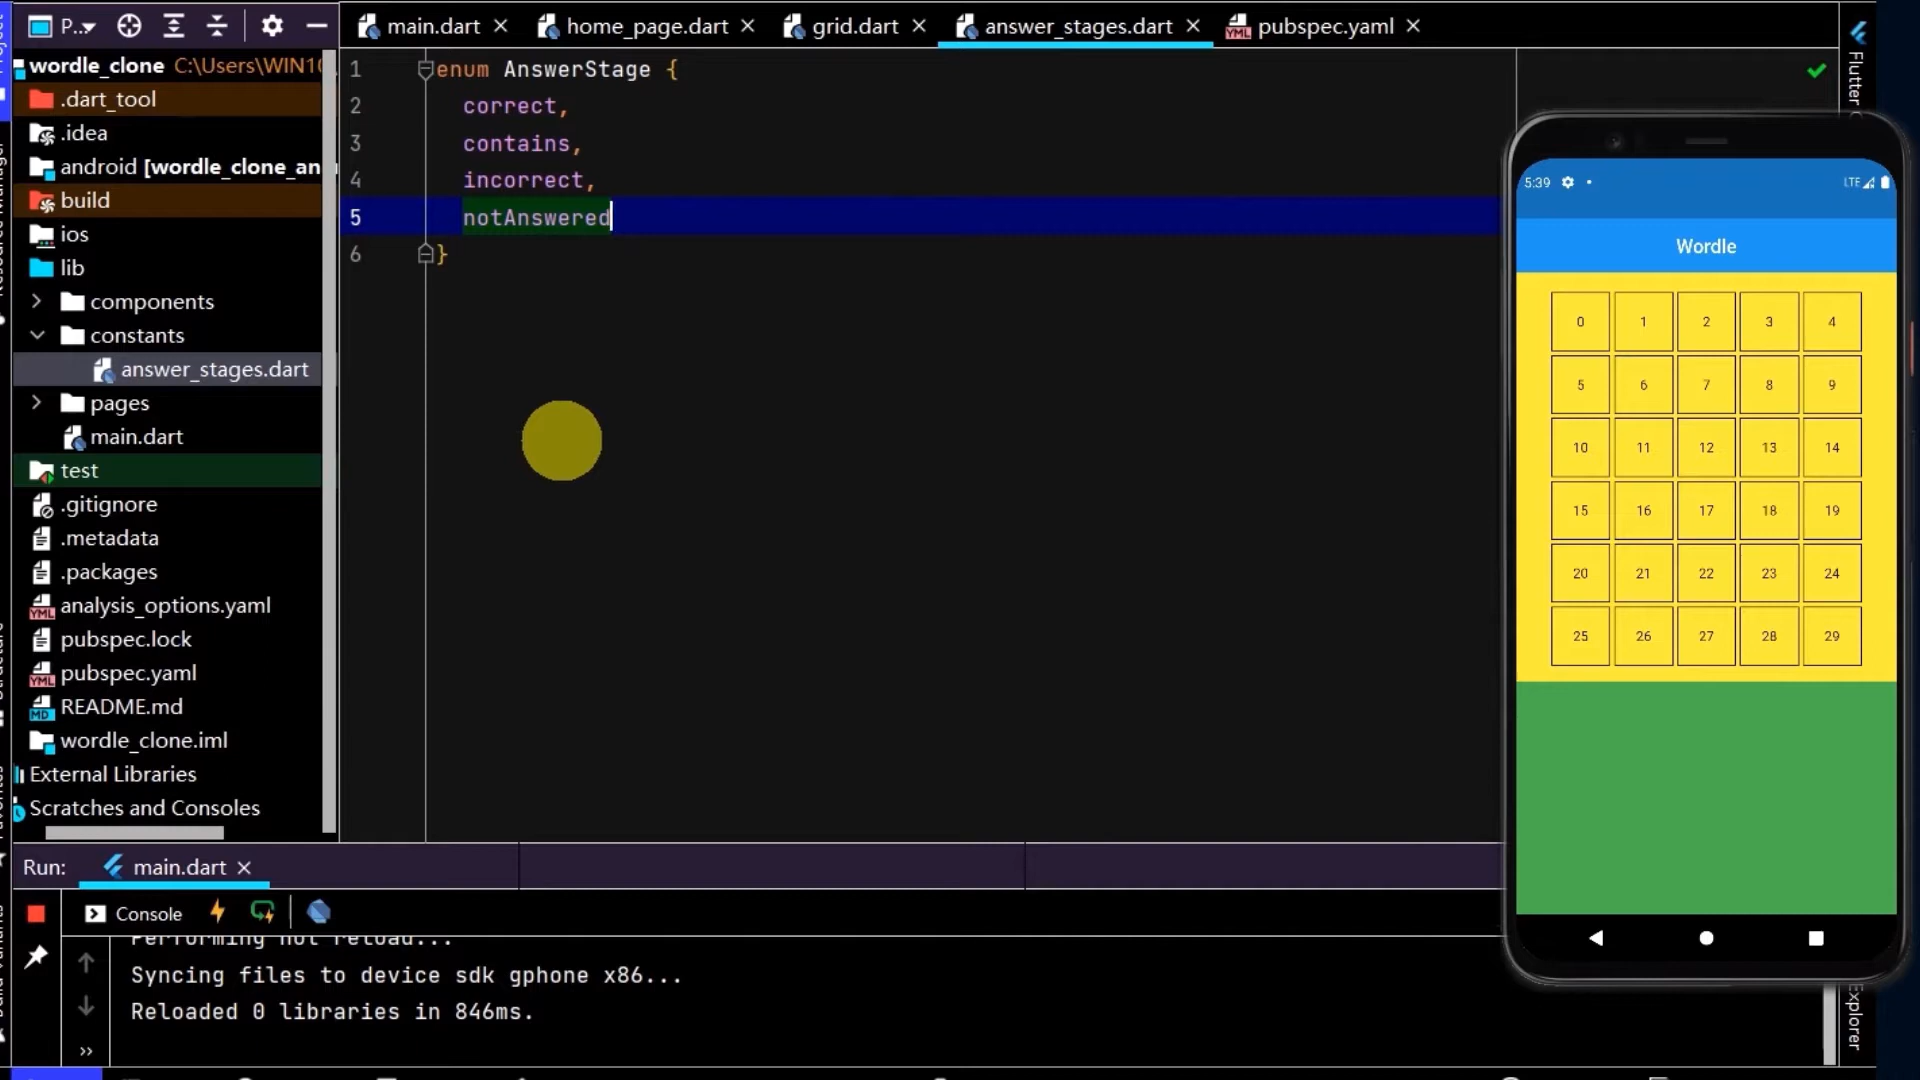 P...
main.dart
home_page.dart
grid.dart
answer_stages.dart
pubspec.yaml
wordle_clone C:\Users\WIN10
.dart_tool
.idea
android [wordle_clone_an
build
ios
lib
components
constants
answer_stages.dart
pages
main.dart
test
.gitignore
.metadata
.packages
analysis_options.yaml
pubspec.lock
pubspec.yaml
README.md
wordle_clone.iml
External Libraries
Scratches and Consoles
1 enum AnswerStage {
2 correct,
3 contains,
4 incorrect,
5 notAnswered
6 }
5:39
LTE
Wordle
0 1 2 3 4
5 6 7 8 9
10 11 12 13 14
15 16 17 18 19
20 21 22 23 24
25 26 27 28 29
Run: main.dart
Console
Performing hot reload...
Syncing files to device sdk gphone x86...
Reloaded 0 libraries in 846ms.
Flutter
Explorer